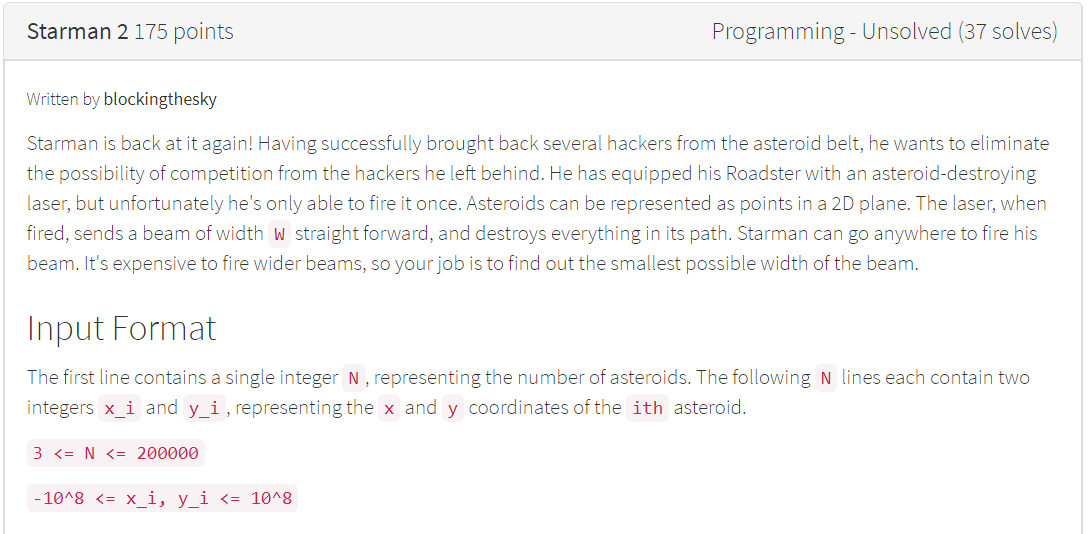 Starman 2 175 points
Programming - Unsolved (37 solves)
Written by blockingthesky
Starman is back at it again! Having successfully brought back several hackers from the asteroid belt, he wants to eliminate
the possibility of competition from the hackers he left behind. He has equipped his Roadster with an asteroid-destroying
laser, but unfortunately he's only able to fire it once. Asteroids can be represented as points in a 2D plane. The laser, when
fired, sends a beam of width W straight forward, and destroys everything in its path. Starman can go anywhere to fire his
beam. It's expensive to fire wider beams, so your job is to find out the smallest possible width of the beam.
Input Format
The first line contains a single integer N , representing the number of asteroids. The following N lines each contain two
integers x_i and y_i , representing the x and y coordinates of the ith asteroid.
3 <= N <= 200000
-10^8 <= x_i, y_i <= 10^8